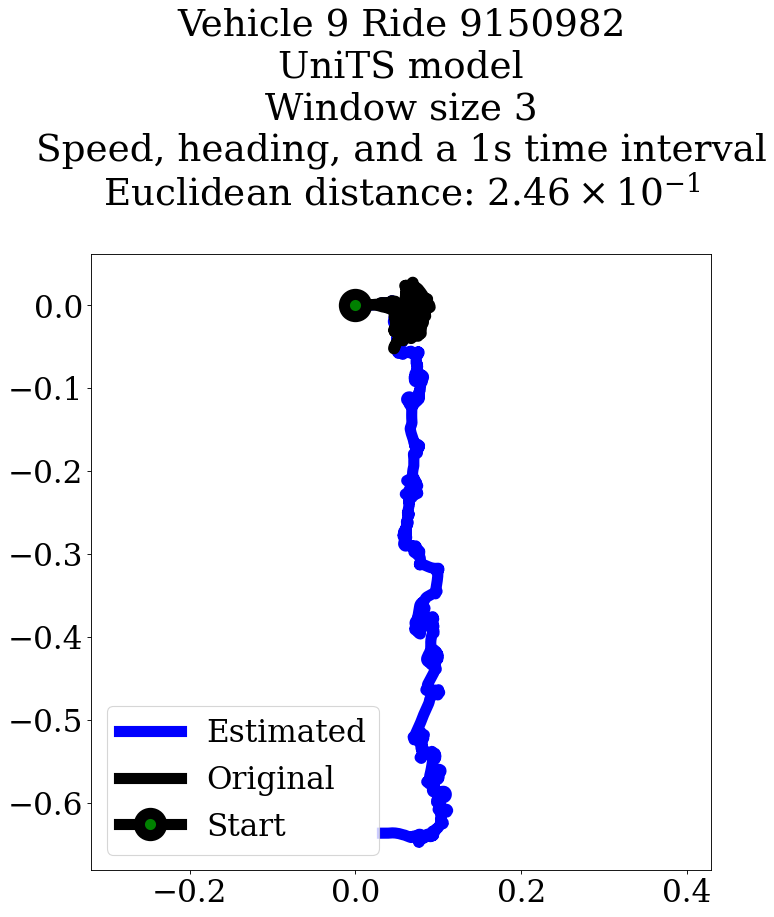 Vehicle 9 Ride 9150982
UniTS model
Window size 3
Speed, heading, and a 1s time interval
Euclidean distance: 2.46 × 10⁻¹
0.0
−0.1
−0.2
−0.3
−0.4
−0.5
−0.6
Estimated
Original
Start
−0.2 0.0 0.2 0.4